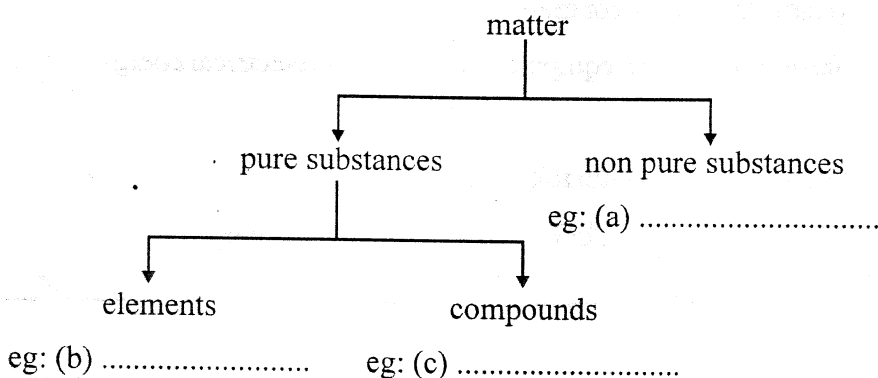 matter
pure substances non pure substances
eg: (a) ..............................
elements compounds
eg: (b) .......................... eg: (c) ............................